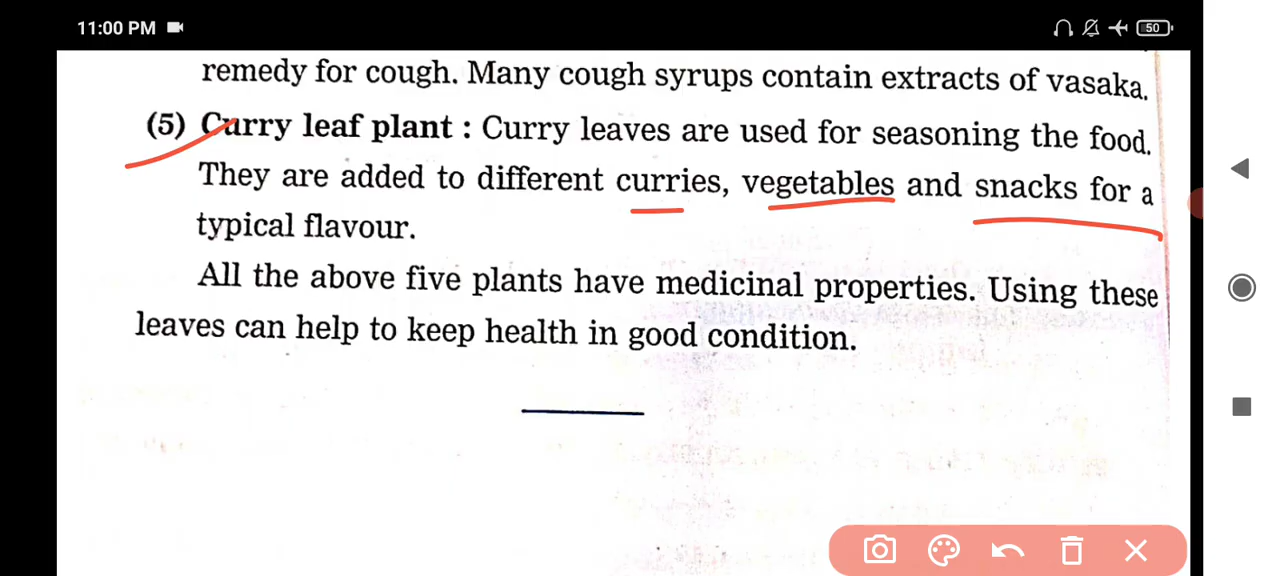 11:00 PM
50
remedy for cough. Many cough syrups contain extracts of vasaka.
(5) Curry leaf plant : Curry leaves are used for seasoning the food.
They are added to different curries, vegetables and snacks for a
typical flavour.
All the above five plants have medicinal properties. Using these
leaves can help to keep health in good condition.